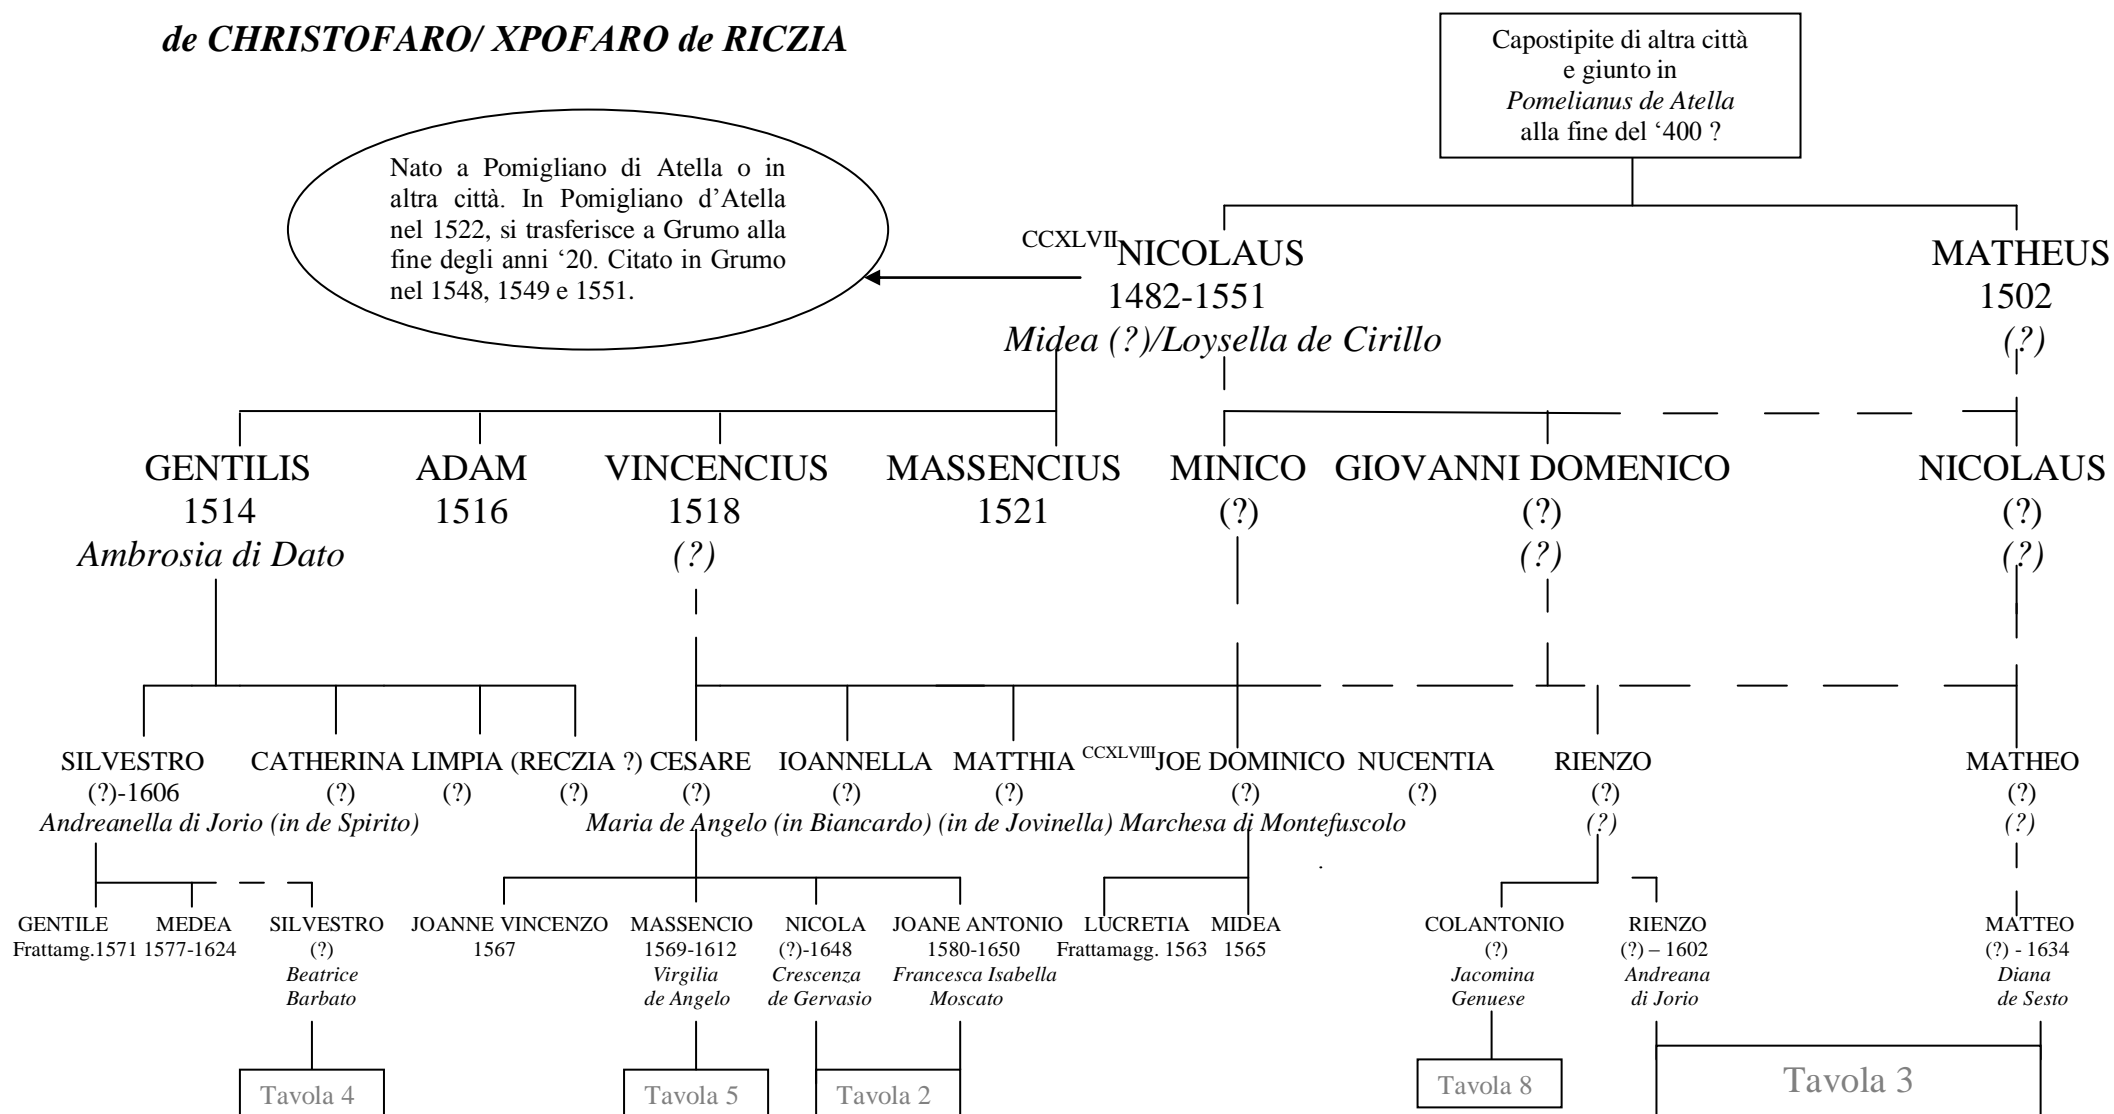 de CHRISTOFARO/ XPOFARO de RICZIA
Capostipite di altra città
e giunto in
Pomelianus de Atella
alla fine del ‘400 ?
Nato a Pomigliano di Atella o in
altra città. In Pomigliano d’Atella
nel 1522, si trasferisce a Grumo alla
fine degli anni ‘20. Citato in Grumo
nel 1548, 1549 e 1551.
CCXLVII NICOLAUS MATHEUS
1482-1551 1502
Midea (?)/Loysella de Cirillo (?)
GENTILIS ADAM VINCENCIUS MASSENCIUS MINICO GIOVANNI DOMENICO NICOLAUS
1514 1516 1518 1521 (?) (?) (?)
Ambrosia di Dato (?) (?) (?)
SILVESTRO CATHERINA LIMPIA (RECZIA ?) CESARE IOANNELLA MATTHIA CCXLVIII JOE DOMINICO NUCENTIA RIENZO MATHEO
(?)-1606 (?) (?) (?) (?) (?) (?) (?) (?) (?) (?)
Andreanella di Jorio (in de Spirito) Maria de Angelo (in Biancardo) (in de Jovinella) Marchesa di Montefuscolo (?) (?)
.
GENTILE MEDEA SILVESTRO JOANNE VINCENZO MASSENCIO NICOLA JOANE ANTONIO LUCRETIA MIDEA COLANTONIO RIENZO MATTEO
Frattamg.1571 1577-1624 (?) 1567 1569-1612 (?)-1648 1580-1650 Frattamagg. 1563 1565 (?) (?) – 1602 (?) - 1634
Beatrice Virgilia Crescenza Francesca Isabella Jacomina Andreana Diana
Barbato de Angelo de Gervasio Moscato Genuese di Jorio de Sesto
Tavola 4 Tavola 5 Tavola 2 Tavola 8 Tavola 3